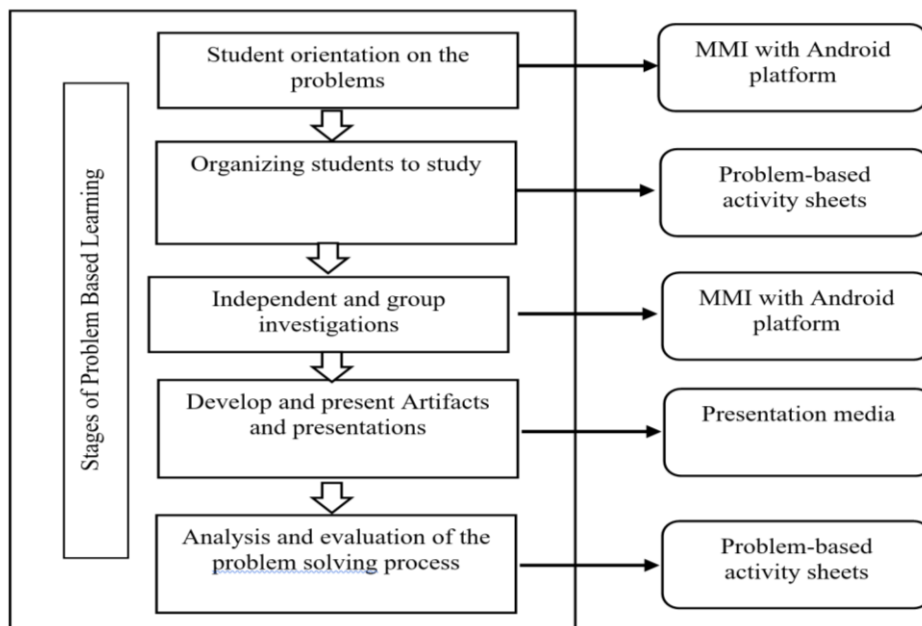 Stages of Problem Based Learning
Student orientation on the
problems
MMI with Android
platform
Organizing students to study
Problem-based
activity sheets
Independent and group
investigations
MMI with Android
platform
Develop and present Artifacts
and presentations
Presentation media
Analysis and evaluation of the
problem solving process
Problem-based
activity sheets